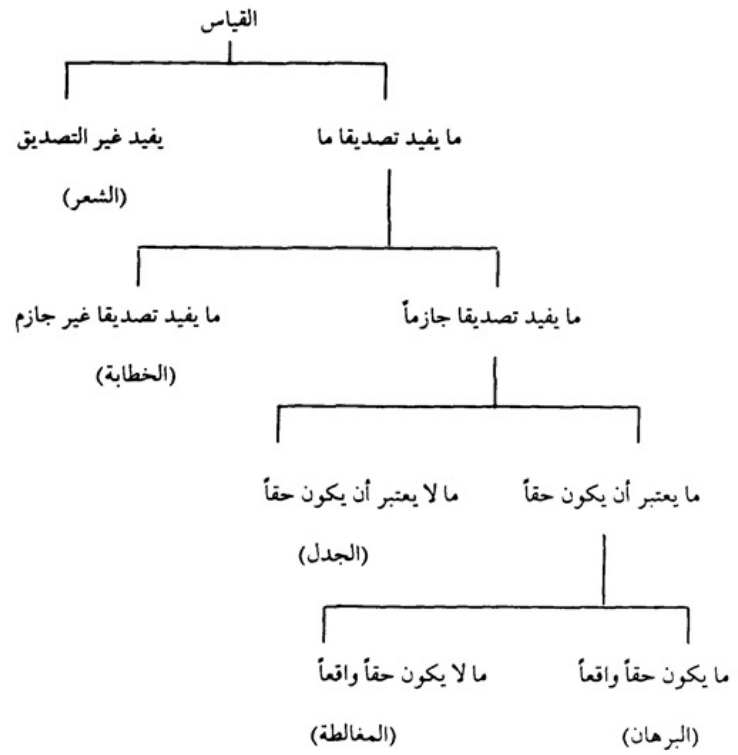 القياس
ما يفيد تصديقا ما
يفيد غير التصديق
(الشعر)
ما يفيد تصديقا جازماً
ما يفيد تصديقا غير جازم
(الخطابة)
ما يعتبر أن يكون حقاً
ما لا يعتبر أن يكون حقاً
(الجدل)
ما يكون حقاً واقعاً
ما لا يكون حقاً واقعاً
(البرهان)
(المغالطة)